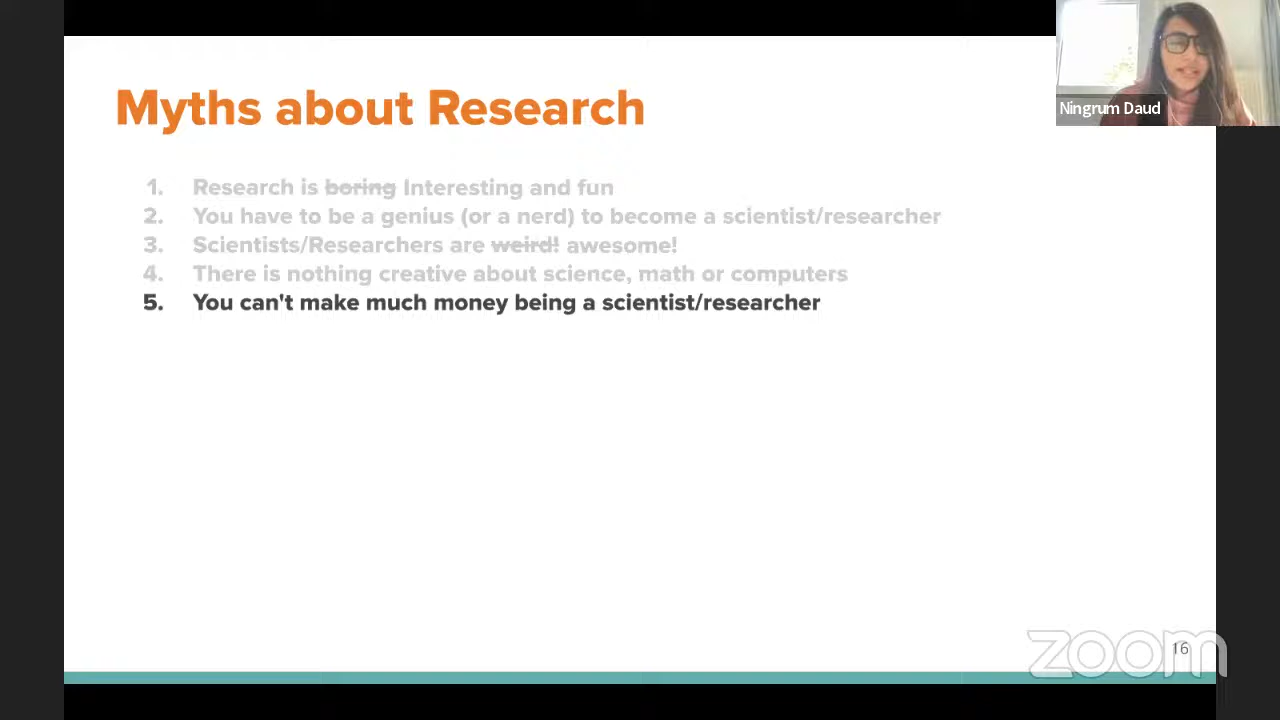 Myths about Research
Ningrum Daud
1. Research is boring Interesting and fun
2. You have to be a genius (or a nerd) to become a scientist/researcher
3. Scientists/Researchers are weird! awesome!
4. There is nothing creative about science, math or computers
5. You can't make much money being a scientist/researcher
zoom
16